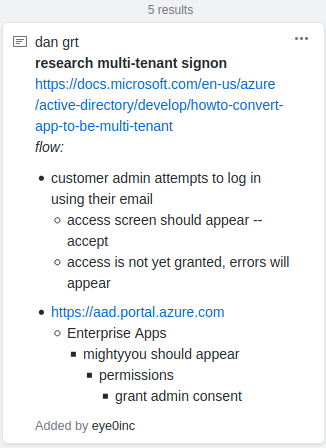 5 results
dan grt
research multi-tenant signon
https://docs.microsoft.com/en-us/azure
/active-directory/develop/howto-convert-
app-to-be-multi-tenant
flow:
customer admin attempts to log in
using their email
access screen should appear --
accept
access is not yet granted, errors will
appear
https://aad.portal.azure.com
Enterprise Apps
mightyyou should appear
permissions
grant admin consent
Added by eye0inc